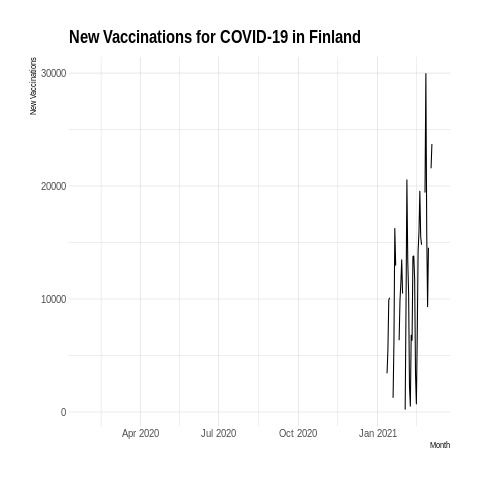 New Vaccinations for COVID-19 in Finland
New Vaccinations
30000
20000
10000
0
Apr 2020 Jul 2020 Oct 2020 Jan 2021
Month